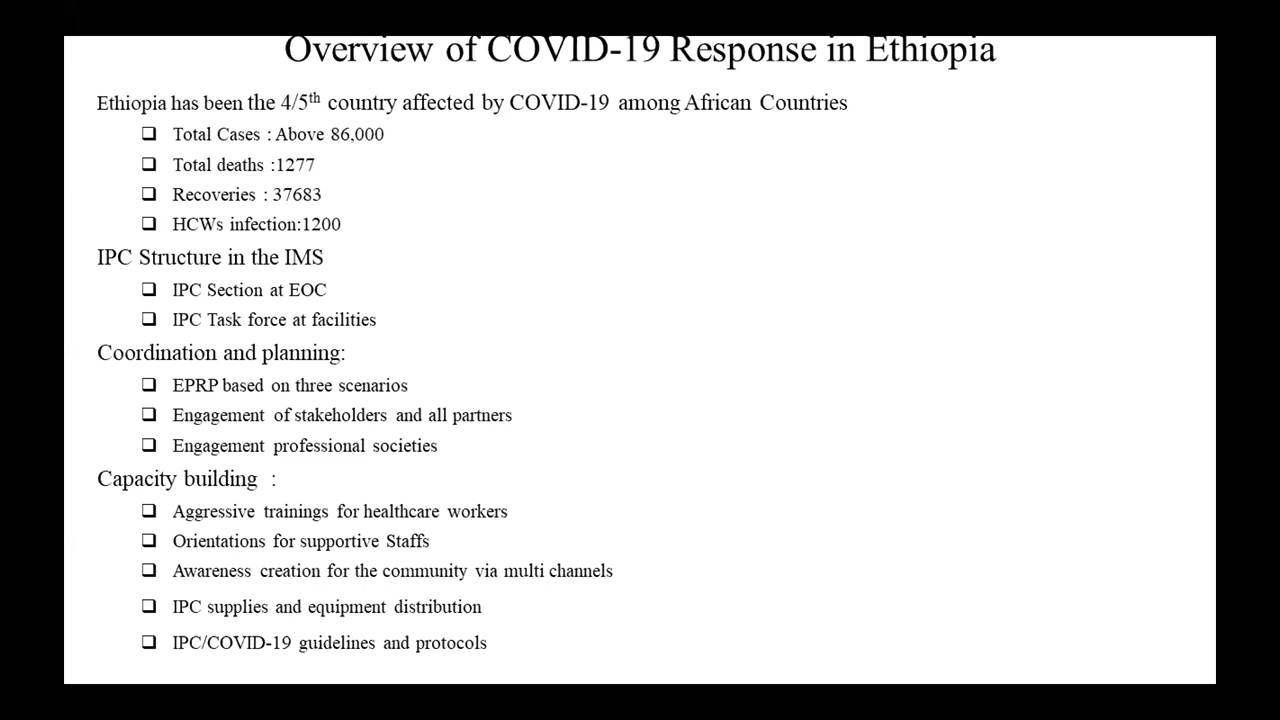 Overview of COVID-19 Response in Ethiopia
Ethiopia has been the 4/5th country affected by COVID-19 among African Countries
❑ Total Cases : Above 86,000
❑ Total deaths :1277
❑ Recoveries : 37683
❑ HCWs infection:1200
IPC Structure in the IMS
❑ IPC Section at EOC
❑ IPC Task force at facilities
Coordination and planning:
❑ EPRP based on three scenarios
❑ Engagement of stakeholders and all partners
❑ Engagement professional societies
Capacity building :
❑ Aggressive trainings for healthcare workers
❑ Orientations for supportive Staffs
❑ Awareness creation for the community via multi channels
❑ IPC supplies and equipment distribution
❑ IPC/COVID-19 guidelines and protocols